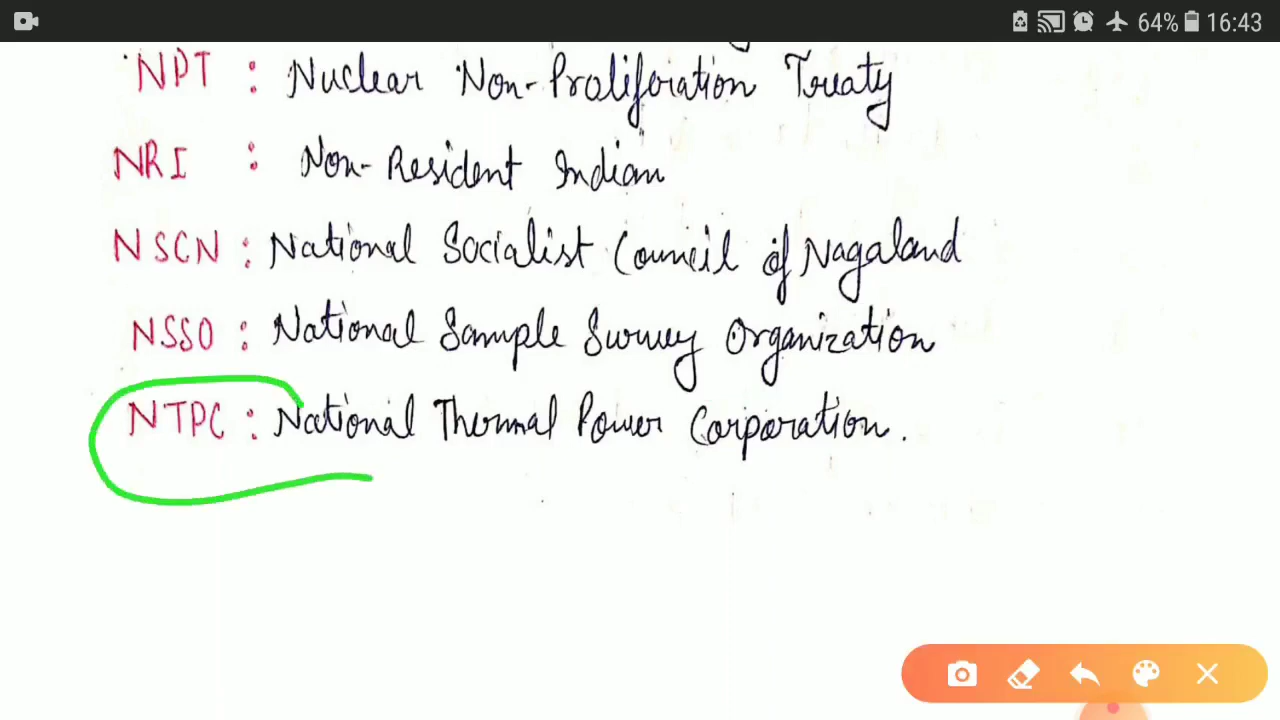 64% 16:43
NPT : Nuclear Non-Proliferation Treaty
NRI : Non-Resident Indian
NSCN : National Socialist Council of Nagaland
NSSO : National Sample Survey Organization
NTPC : National Thermal Power Corporation.